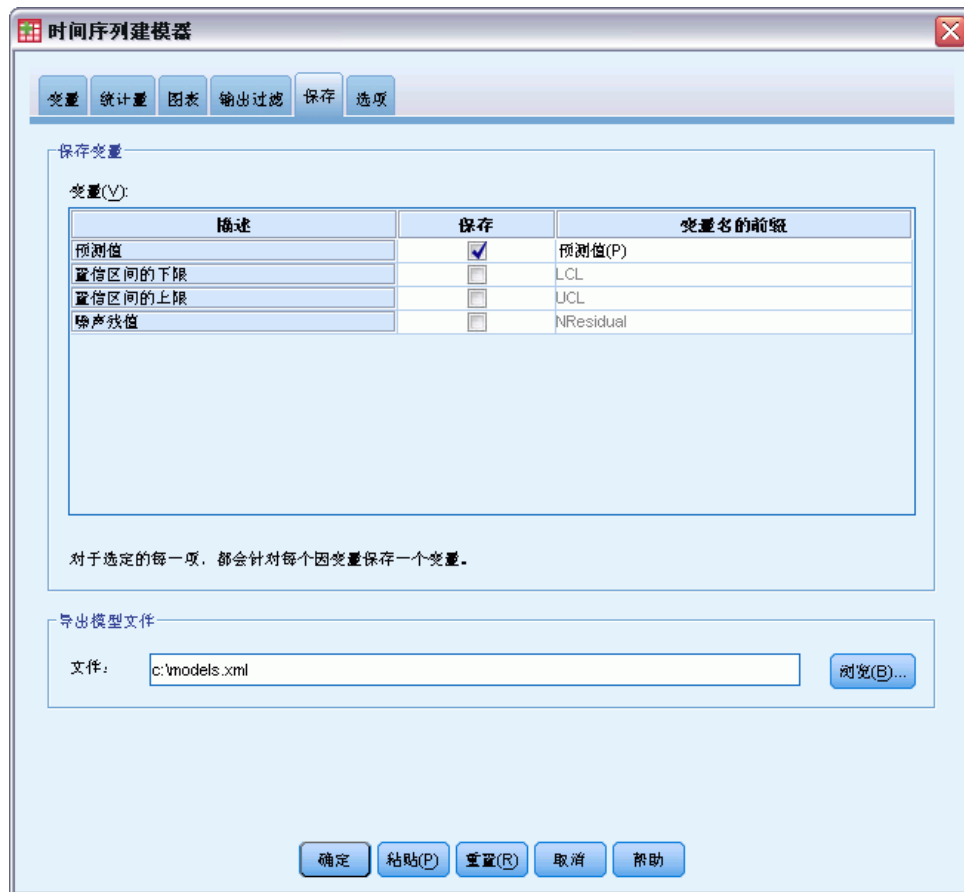 时间序列建模器
变量 统计量 图表 输出过滤 保存 选项
保存变量
变量(V):
描述 保存 变量名的前缀
预测值 预测值(P)
置信区间的下限 LCL
置信区间的上限 UCL
噪声残值 NResidual
对于选定的每一项，都会针对每个因变量保存一个变量。
导出模型文件
文件： c:\models.xml 浏览(B)...
确定 粘贴(P) 重置(R) 取消 帮助